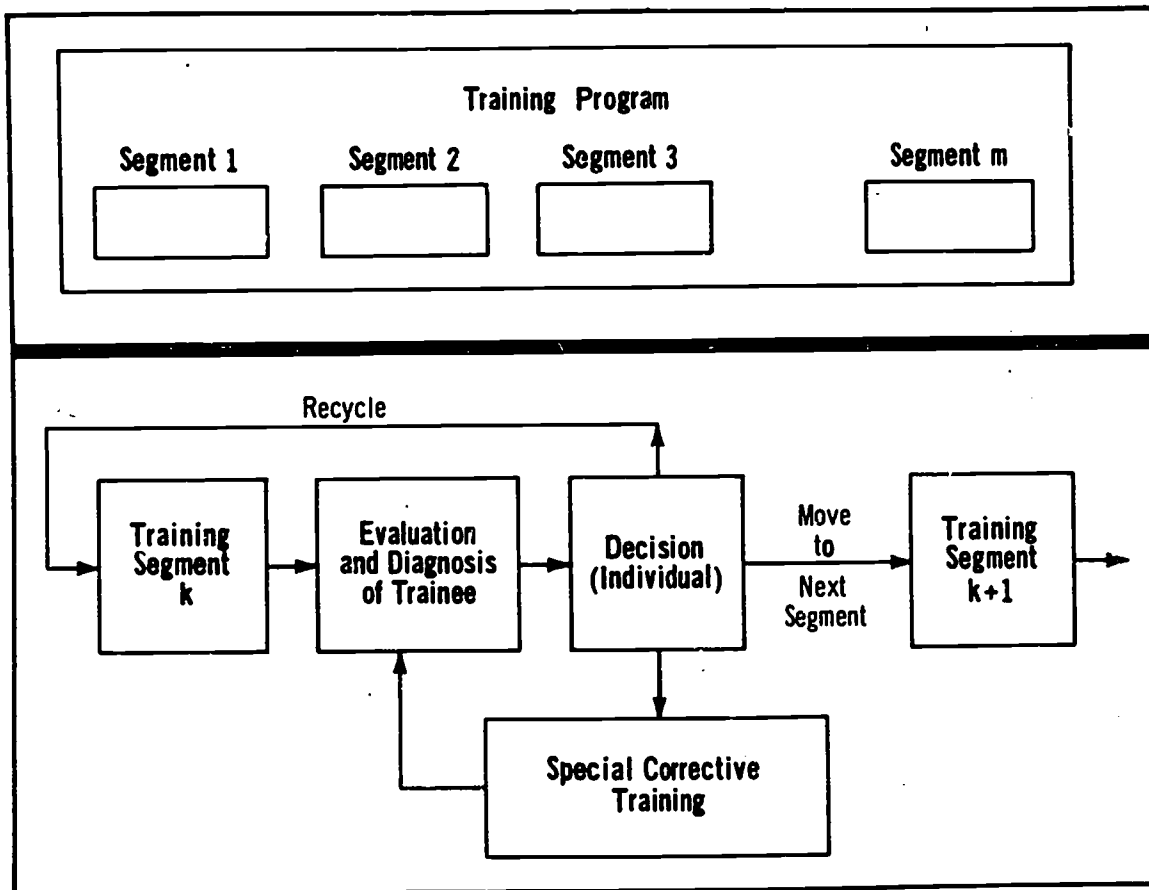 Training Program
Segment 1
Segment 2
Segment 3
Segment m
Recycle
Training
Segment
k
Evaluation
and Diagnosis
of Trainee
Decision
(Individual)
Move
to
Next
Segment
Training
Segment
k+1
Special Corrective
Training